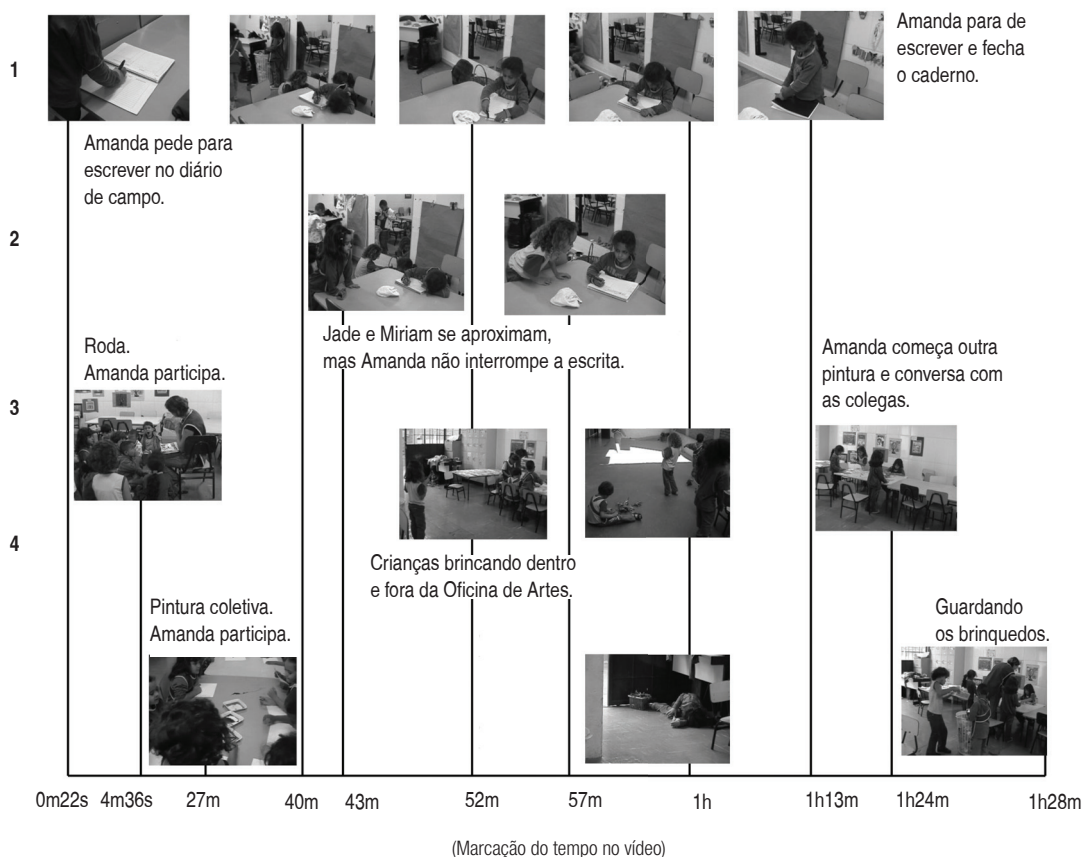 1
Amanda para de
escrever e fecha
o caderno.
Amanda pede para
escrever no diário
de campo.
2
Jade e Miriam se aproximam,
mas Amanda não interrompe a escrita.
Roda.
Amanda participa.
Amanda começa outra
pintura e conversa com
as colegas.
3
4
Crianças brincando dentro
e fora da Oficina de Artes.
Pintura coletiva.
Amanda participa.
Guardando
os brinquedos.
0m22s 4m36s 27m 40m 43m 52m 57m 1h 1h13m 1h24m 1h28m
(Marcação do tempo no vídeo)